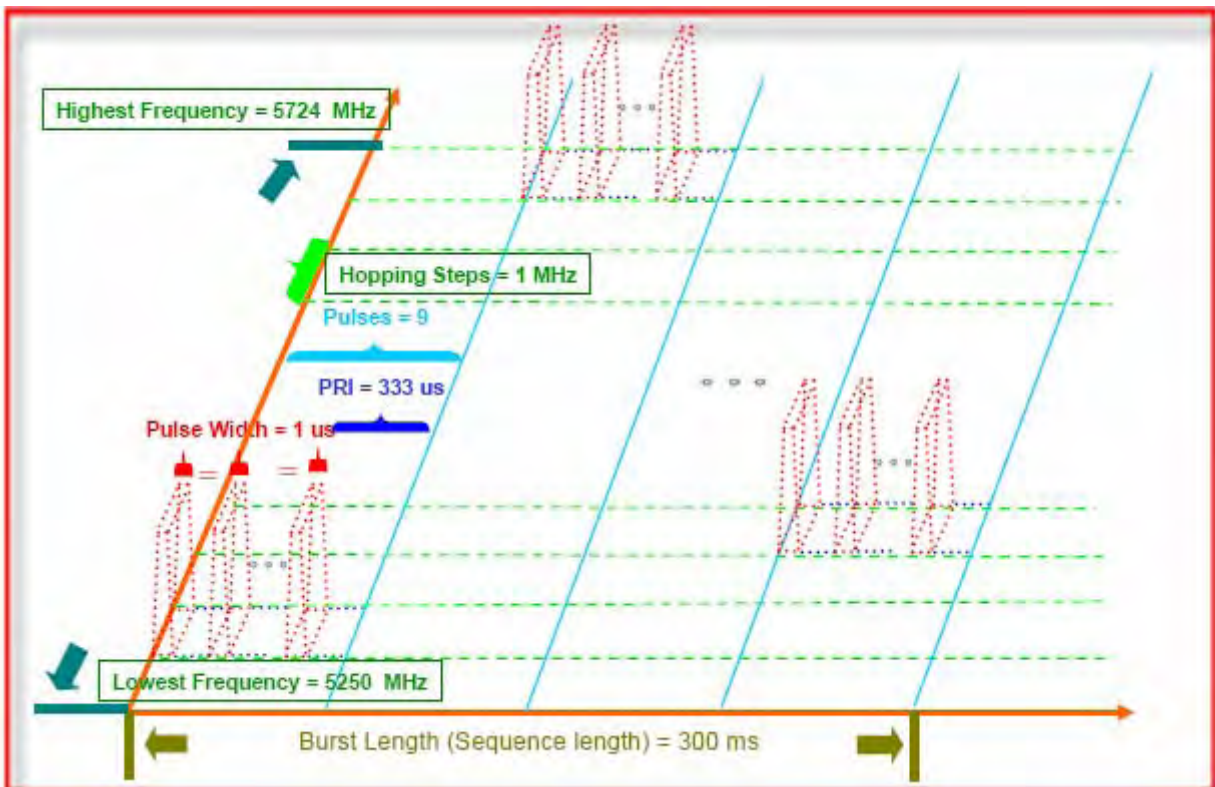 Highest Frequency = 5724 MHz
Hopping Steps = 1 MHz
Pulses = 9
PRI = 333 us
Pulse Width = 1 us
= =
Lowest Frequency = 5250 MHz
Burst Length (Sequence length) = 300 ms